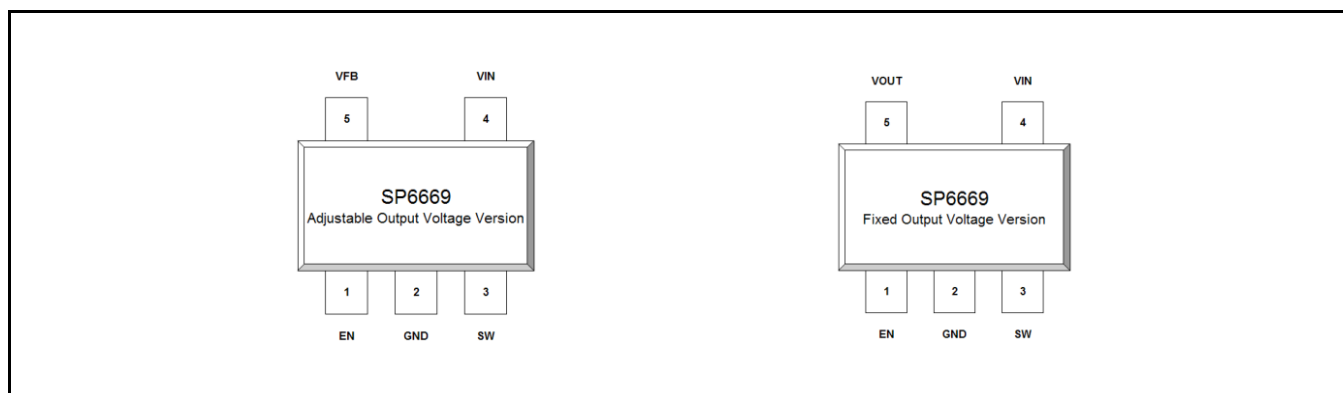 VFB VIN
5 4
SP6669
Adjustable Output Voltage Version
1 2 3
EN GND SW
VOUT VIN
5 4
SP6669
Fixed Output Voltage Version
1 2 3
EN GND SW